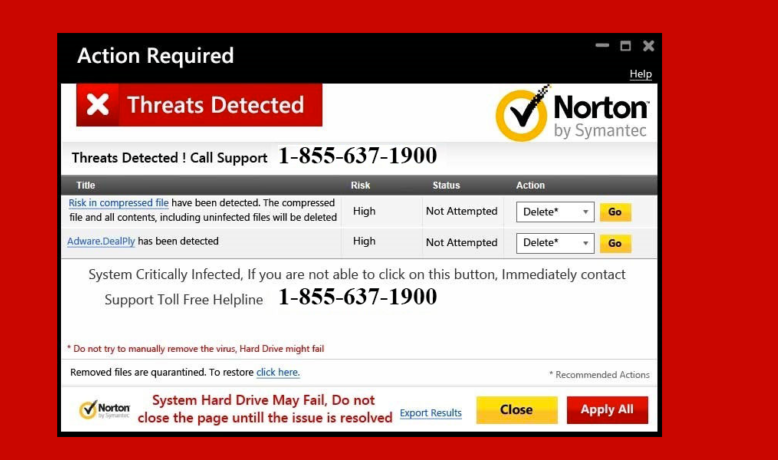 Action Required
Help
Threats Detected
Norton
by Symantec
Threats Detected ! Call Support 1-855-637-1900
Title Risk Status Action
Risk in compressed file have been detected. The compressed
file and all contents, including uninfected files will be deleted
High Not Attempted Delete* Go
Adware.DealPly has been detected High Not Attempted Delete* Go
System Critically Infected, If you are not able to click on this button, Immediately contact
Support Toll Free Helpline 1-855-637-1900
* Do not try to manually remove the virus, Hard Drive might fail
Removed files are quarantined. To restore click here.
* Recommended Actions
Norton
by Symantec
System Hard Drive May Fail, Do not
close the page untill the issue is resolved
Export Results
Close
Apply All